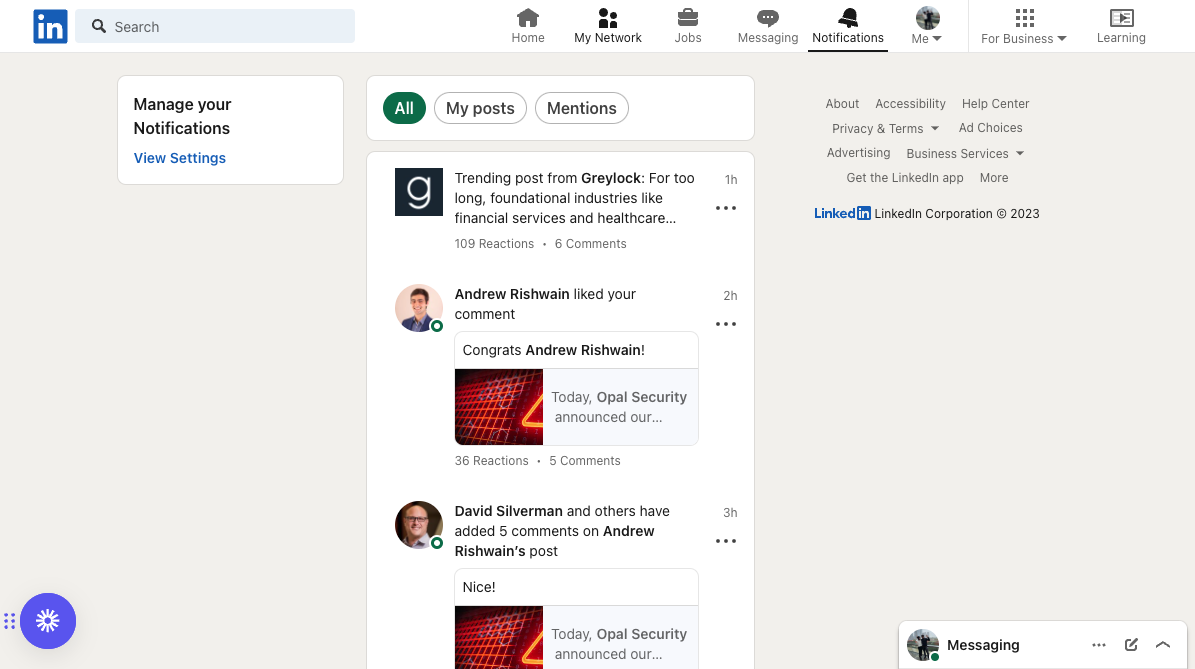 in
Search
Home
My Network
Jobs
Messaging
Notifications
Me
For Business
Learning
Manage your
Notifications
View Settings
All
My posts
Mentions
g
Trending post from Greylock: For too
long, foundational industries like
financial services and healthcare…
1h
109 Reactions • 6 Comments
Andrew Rishwain liked your
comment
2h
Congrats Andrew Rishwain!
Today, Opal Security
announced our…
36 Reactions • 5 Comments
David Silverman and others have
added 5 comments on Andrew
Rishwain’s post
3h
Nice!
Today, Opal Security
announced our…
About Accessibility Help Center
Privacy & Terms Ad Choices
Advertising Business Services
Get the LinkedIn app More
LinkedIn LinkedIn Corporation © 2023
Messaging